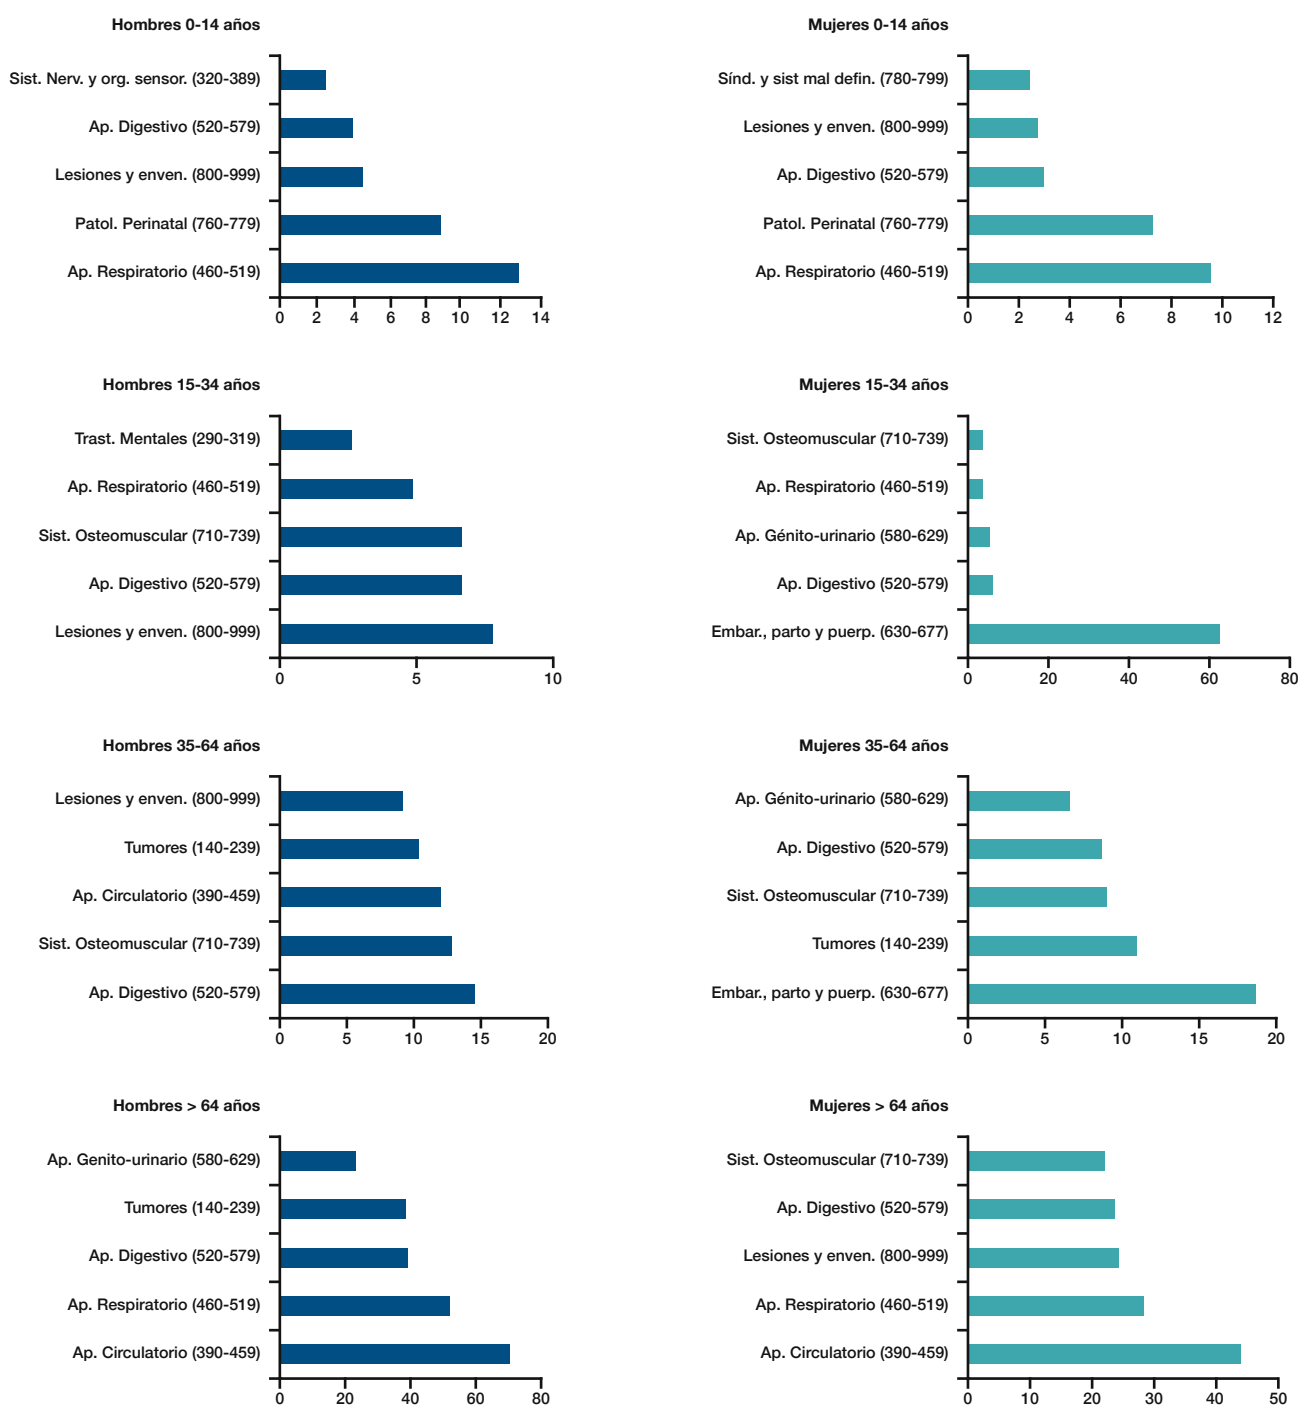 Hombres 0-14 años
Sist. Nerv. y org. sensor. (320-389)
Ap. Digestivo (520-579)
Lesiones y enven. (800-999)
Patol. Perinatal (760-779)
Ap. Respiratorio (460-519)
0 2 4 6 8 10 12 14
Mujeres 0-14 años
Sínd. y sist mal defin. (780-799)
Lesiones y enven. (800-999)
Ap. Digestivo (520-579)
Patol. Perinatal (760-779)
Ap. Respiratorio (460-519)
0 2 4 6 8 10 12
Hombres 15-34 años
Trast. Mentales (290-319)
Ap. Respiratorio (460-519)
Sist. Osteomuscular (710-739)
Ap. Digestivo (520-579)
Lesiones y enven. (800-999)
0 5 10
Mujeres 15-34 años
Sist. Osteomuscular (710-739)
Ap. Respiratorio (460-519)
Ap. Génito-urinario (580-629)
Ap. Digestivo (520-579)
Embar., parto y puerp. (630-677)
0 20 40 60 80
Hombres 35-64 años
Lesiones y enven. (800-999)
Tumores (140-239)
Ap. Circulatorio (390-459)
Sist. Osteomuscular (710-739)
Ap. Digestivo (520-579)
0 5 10 15 20
Mujeres 35-64 años
Ap. Génito-urinario (580-629)
Ap. Digestivo (520-579)
Sist. Osteomuscular (710-739)
Tumores (140-239)
Embar., parto y puerp. (630-677)
0 5 10 15 20
Hombres > 64 años
Ap. Genito-urinario (580-629)
Tumores (140-239)
Ap. Digestivo (520-579)
Ap. Respiratorio (460-519)
Ap. Circulatorio (390-459)
0 20 40 60 80
Mujeres > 64 años
Sist. Osteomuscular (710-739)
Ap. Digestivo (520-579)
Lesiones y enven. (800-999)
Ap. Respiratorio (460-519)
Ap. Circulatorio (390-459)
0 10 20 30 40 50